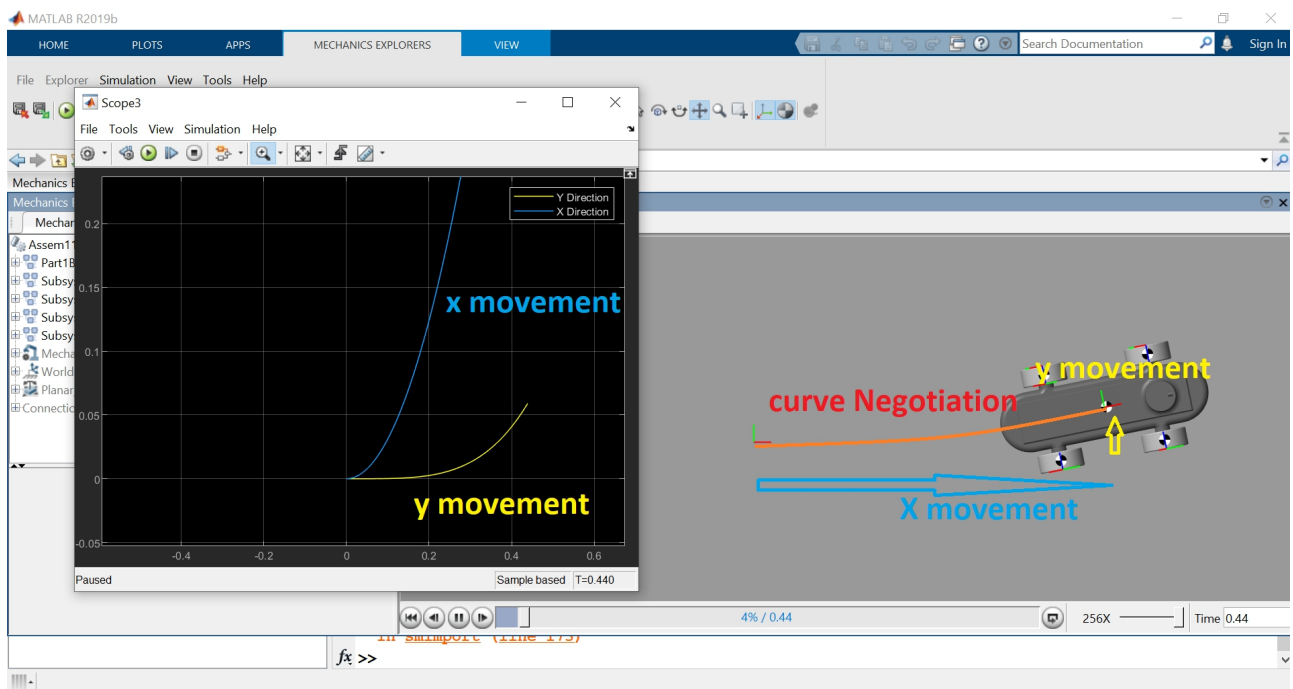 MATLAB R2019b
HOME PLOTS APPS MECHANICS EXPLORERS VIEW Search Documentation Sign In
File Explorer Simulation View Tools Help
Scope3
File Tools View Simulation Help
Mechanics E
Mechanics
Mechan
Assem11
Part1B
Subsy
Subsy
Subsy
Subsy
Mecha
World
Planar
Connectio
Y Direction
X Direction
0.2
0.15
0.1
0.05
0
-0.05
-0.4 -0.2 0 0.2 0.4 0.6
x movement
y movement
Paused Sample based T=0.440
y movement
curve Negotiation
X movement
4% / 0.44 256X Time 0.44
In smimport (line 173)
fx >>